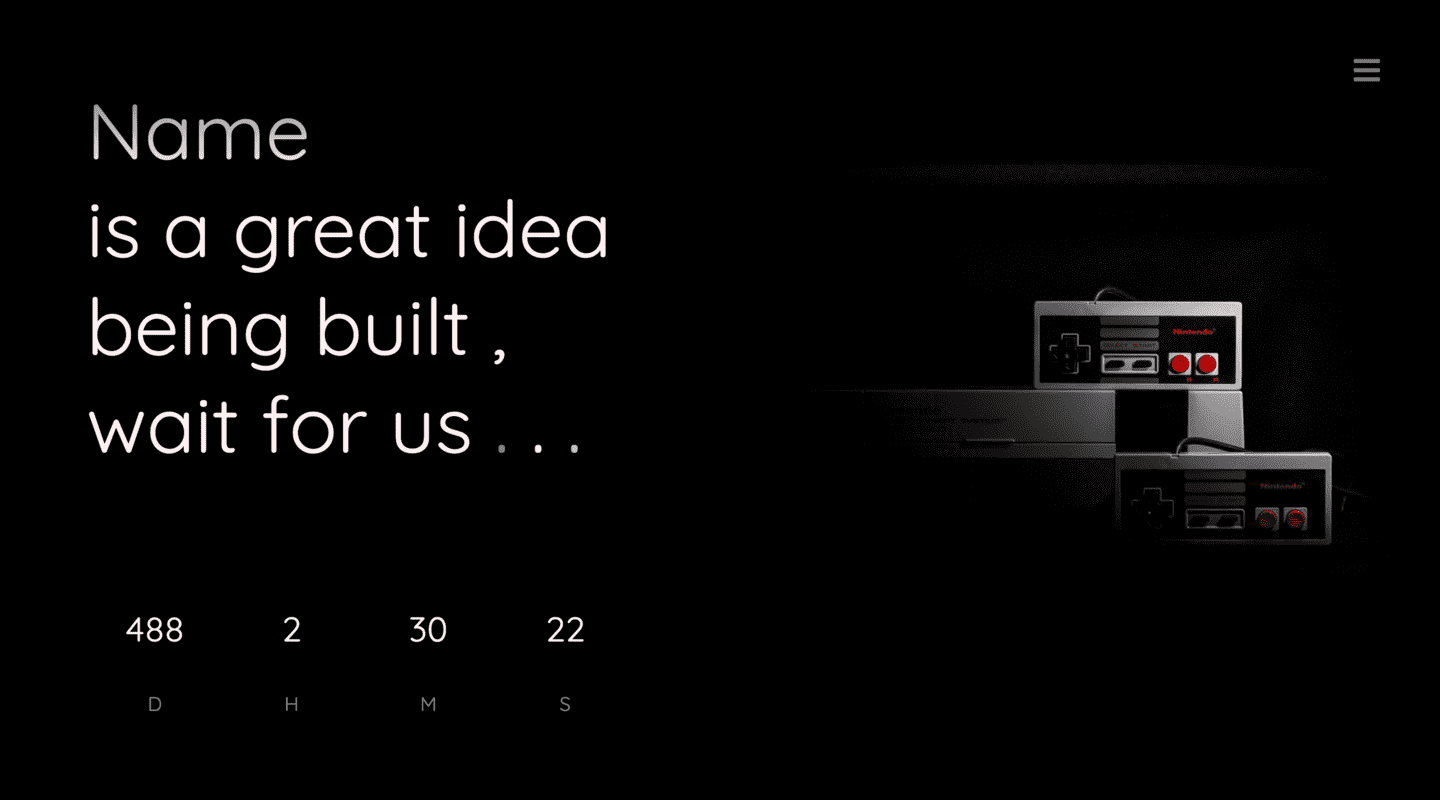 Name
is a great idea
being built ,
wait for us . . .
Nintendo
SELECT START
Nintendo
488 2 30 22
D H M S